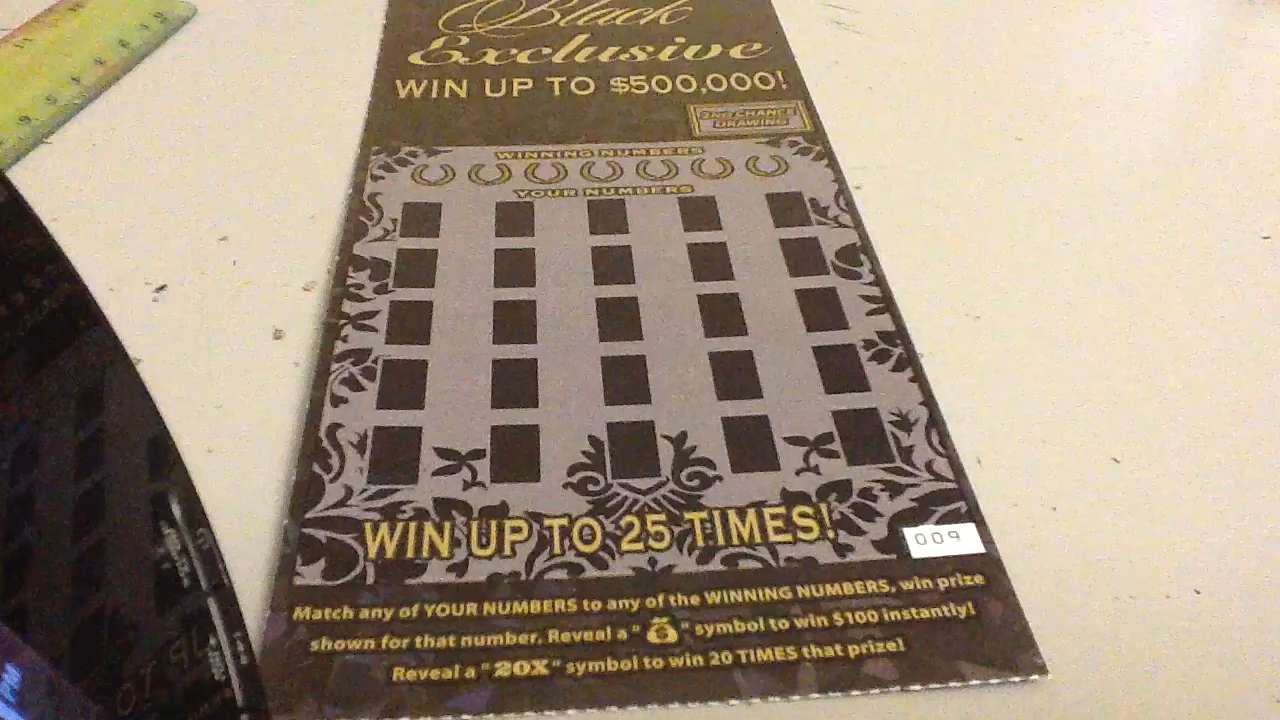 Black
Exclusive
WIN UP TO $500,000!
2ND CHANCE
DRAWING
WINNING NUMBERS
YOUR NUMBERS
WIN UP TO 25 TIMES!
009
Match any of YOUR NUMBERS to any of the WINNING NUMBERS, win prize
shown for that number. Reveal a " " symbol to win $100 instantly!
Reveal a "20X" symbol to win 20 TIMES that prize!